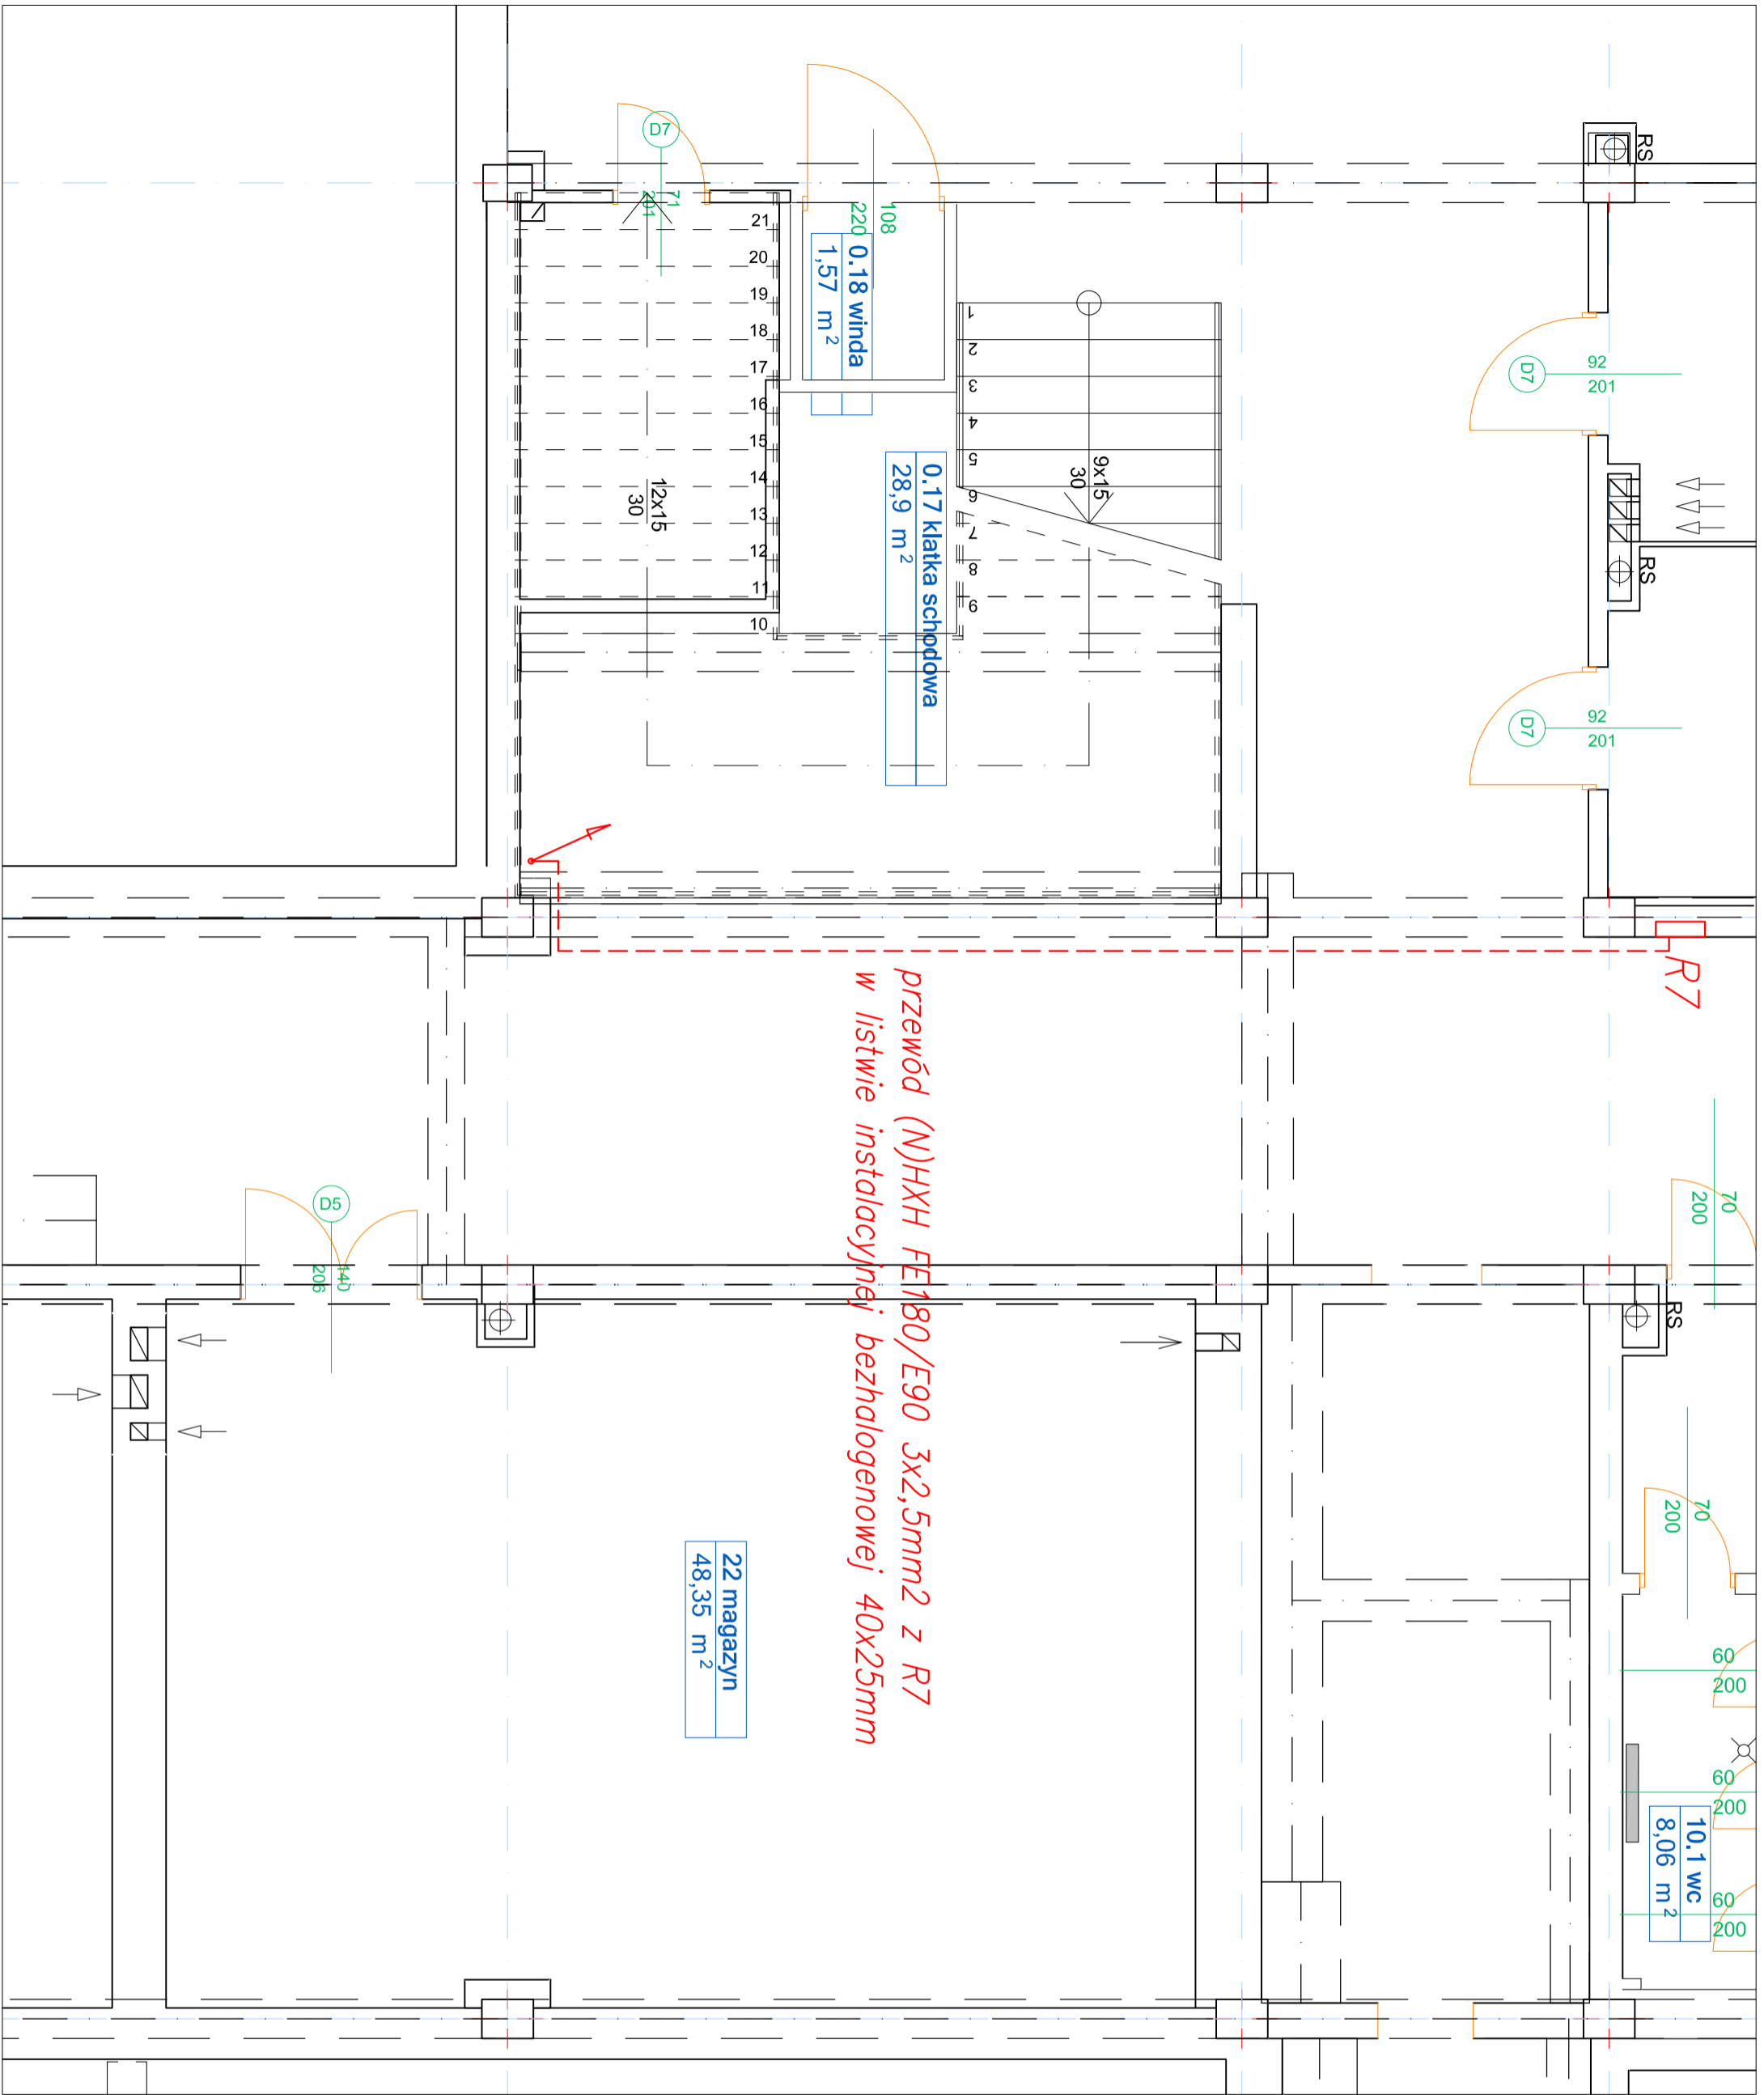 RS
D7
71
201
108
220
0.18 winda
1,57 m²
21
20
19
18
17
16
15
14
13
12
11
10
12x15
30
1
2
3
4
5
6
7
8
9
9x15
30
0.17 klatka schodowa
28,9 m²
D7
92
201
RS
D7
92
201
R7
przewód (N)HXH FE180/E90 3x2,5mm2 z R7
w listwie instalacyjnej bezhalogenowej 40x25mm
D5
140
206
70
200
RS
70
200
22 magazyn
48,35 m²
60
200
60
200
10.1 wc
8,06 m²
60
200